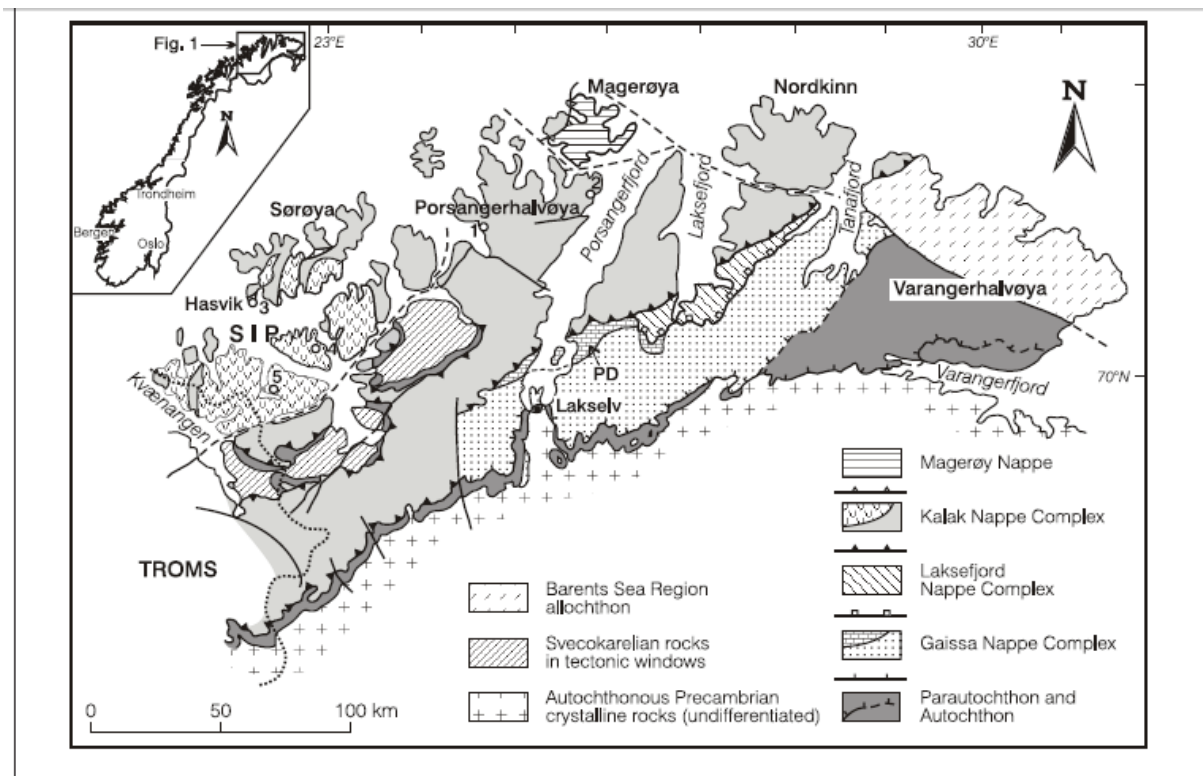 Fig. 1
23°E
30°E
N
Trondheim
Bergen
Oslo
Magerøya
Nordkinn
N
Sørøya
Porsangerhalvøya
1
Porsangerfjord
Laksefjord
Tanafjord
Hasvik
3
SIP
4
5
Varangerhalvøya
Kvænangen
PD
Varangerfjord
70°N
Lakselv
TROMS
Magerøy Nappe
Kalak Nappe Complex
Laksefjord
Nappe Complex
Gaissa Nappe Complex
Parautochthon and
Autochthon
Barents Sea Region
allochthon
Svecokarelian rocks
in tectonic windows
Autochthonous Precambrian
crystalline rocks (undifferentiated)
0
50
100 km